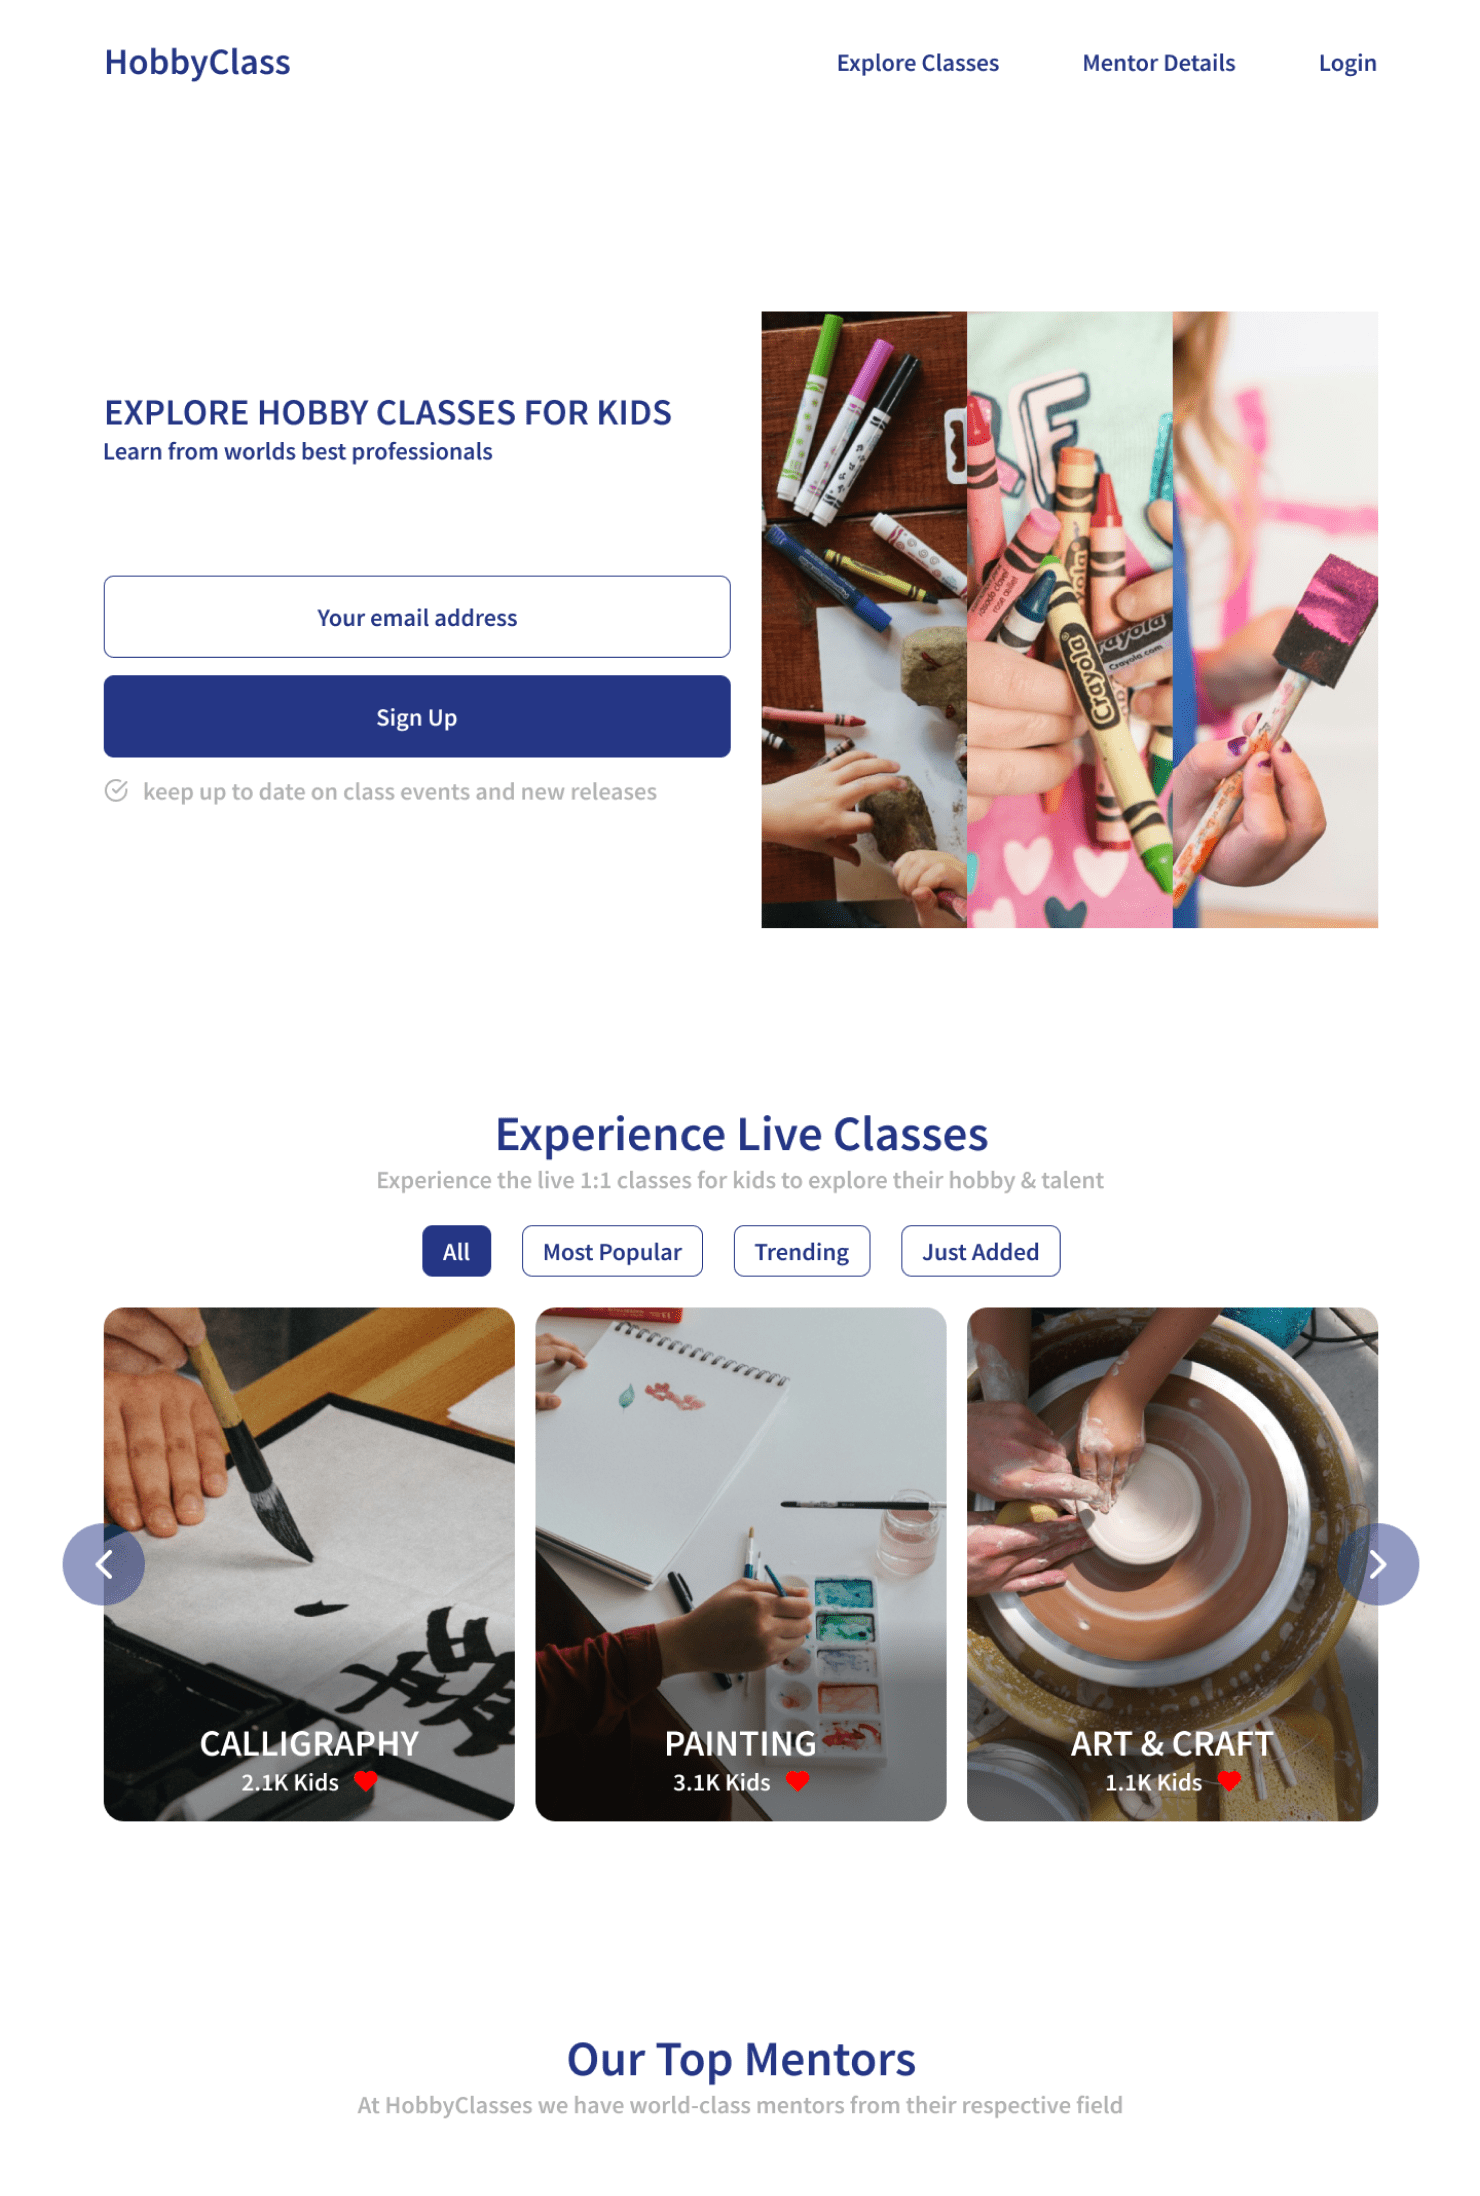 HobbyClass
Explore Classes
Mentor Details
Login
EXPLORE HOBBY CLASSES FOR KIDS
Learn from worlds best professionals
Your email address
Sign Up
keep up to date on class events and new releases
F
Crayola
Crayola.com
Crayola
Experience Live Classes
Experience the live 1:1 classes for kids to explore their hobby & talent
All
Most Popular
Trending
Just Added
CALLIGRAPHY
2.1K Kids
PAINTING
3.1K Kids
ART & CRAFT
1.1K Kids
Our Top Mentors
At HobbyClasses we have world-class mentors from their respective field